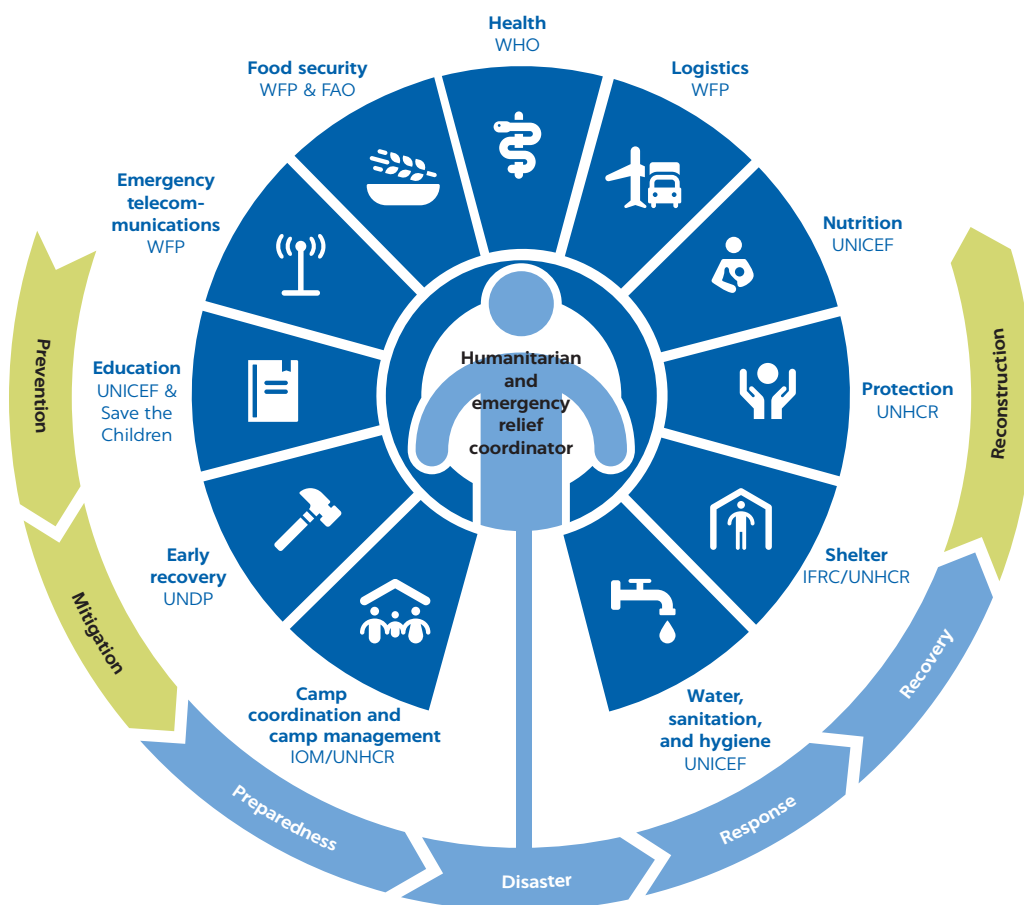 Health
WHO
Food security
WFP & FAO
Logistics
WFP
Emergency
telecom-
munications
WFP
Nutrition
UNICEF
Education
UNICEF &
Save the
Children
Humanitarian
and
emergency
relief
coordinator
Protection
UNHCR
Early
recovery
UNDP
Shelter
IFRC/UNHCR
Camp
coordination and
camp management
IOM/UNHCR
Water,
sanitation,
and hygiene
UNICEF
Prevention
Mitigation
Preparedness
Disaster
Response
Recovery
Reconstruction